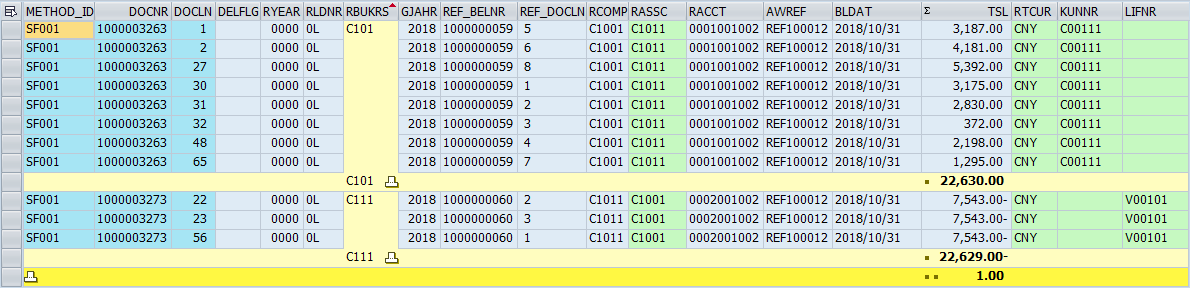 METHOD_ID DOCNR DOCLN DELFLG RYEAR RLDNR RBUKRS GJAHR REF_BELNR REF_DOCLN RCOMP RASSC RACCT AWREF BLDAT Σ TSL RTCUR KUNNR LIFNR
SF001 1000003263 1 0000 0L C101 2018 1000000059 5 C1001 C1011 0001001002 REF100012 2018/10/31 3,187.00 CNY C00111
SF001 1000003263 2 0000 0L 2018 1000000059 6 C1001 C1011 0001001002 REF100012 2018/10/31 4,181.00 CNY C00111
SF001 1000003263 27 0000 0L 2018 1000000059 8 C1001 C1011 0001001002 REF100012 2018/10/31 5,392.00 CNY C00111
SF001 1000003263 30 0000 0L 2018 1000000059 1 C1001 C1011 0001001002 REF100012 2018/10/31 3,175.00 CNY C00111
SF001 1000003263 31 0000 0L 2018 1000000059 2 C1001 C1011 0001001002 REF100012 2018/10/31 2,830.00 CNY C00111
SF001 1000003263 32 0000 0L 2018 1000000059 3 C1001 C1011 0001001002 REF100012 2018/10/31 372.00 CNY C00111
SF001 1000003263 48 0000 0L 2018 1000000059 4 C1001 C1011 0001001002 REF100012 2018/10/31 2,198.00 CNY C00111
SF001 1000003263 65 0000 0L 2018 1000000059 7 C1001 C1011 0001001002 REF100012 2018/10/31 1,295.00 CNY C00111
C101 22,630.00
SF001 1000003273 22 0000 0L C111 2018 1000000060 2 C1011 C1001 0002001002 REF100012 2018/10/31 7,543.00- CNY V00101
SF001 1000003273 23 0000 0L 2018 1000000060 3 C1011 C1001 0002001002 REF100012 2018/10/31 7,543.00- CNY V00101
SF001 1000003273 56 0000 0L 2018 1000000060 1 C1011 C1001 0002001002 REF100012 2018/10/31 7,543.00- CNY V00101
C111 22,629.00-
1.00